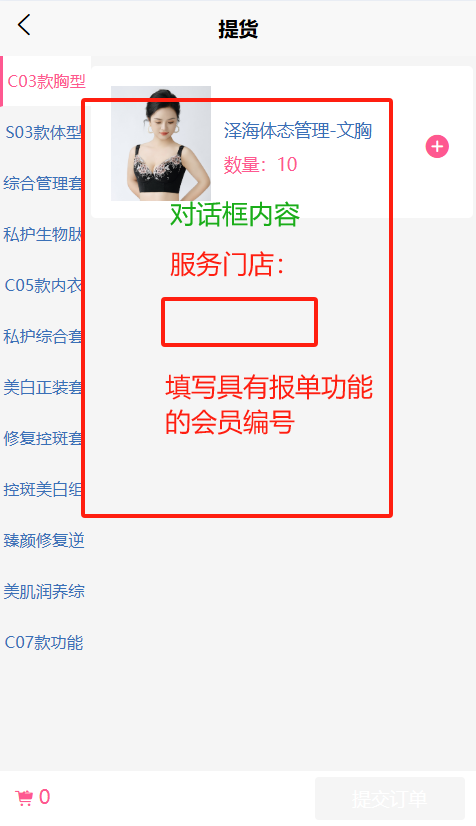 提货
C03款胸型
S03款体型
综合管理套
私护生物肽
C05款内衣
私护综合套
美白正装套
修复控斑套
控斑美白组
臻颜修复逆
美肌润养综
C07款功能
泽海体态管理-文胸
数量：10
对话框内容
服务门店：
填写具有报单功能
的会员编号
0
提交订单